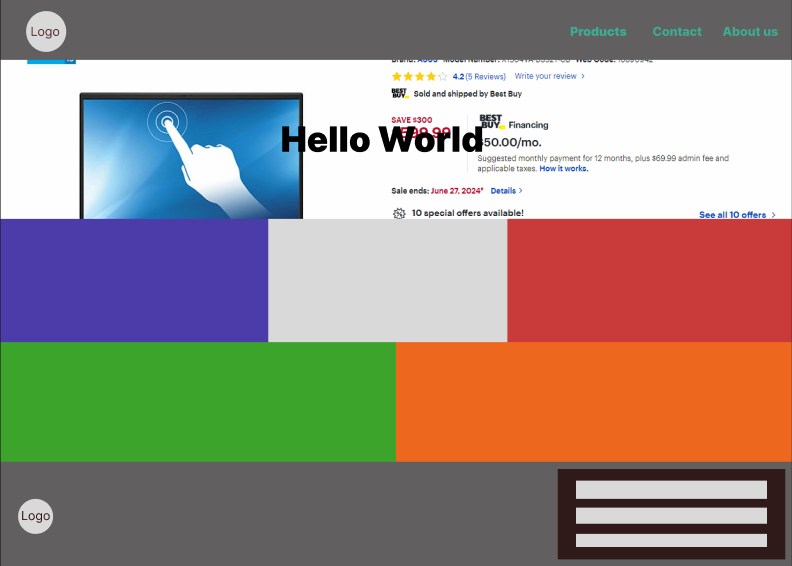 Logo
Products Contact About us
4.2 (5 Reviews) Write your review
BEST BUY Sold and shipped by Best Buy
SAVE $300
BEST BUY Financing
Hello World
$50.00/mo.
Suggested monthly payment for 12 months, plus $69.99 admin fee and
applicable taxes. How it works.
Sale ends: June 27, 2024* Details
10 special offers available!
See all 10 offers
Logo